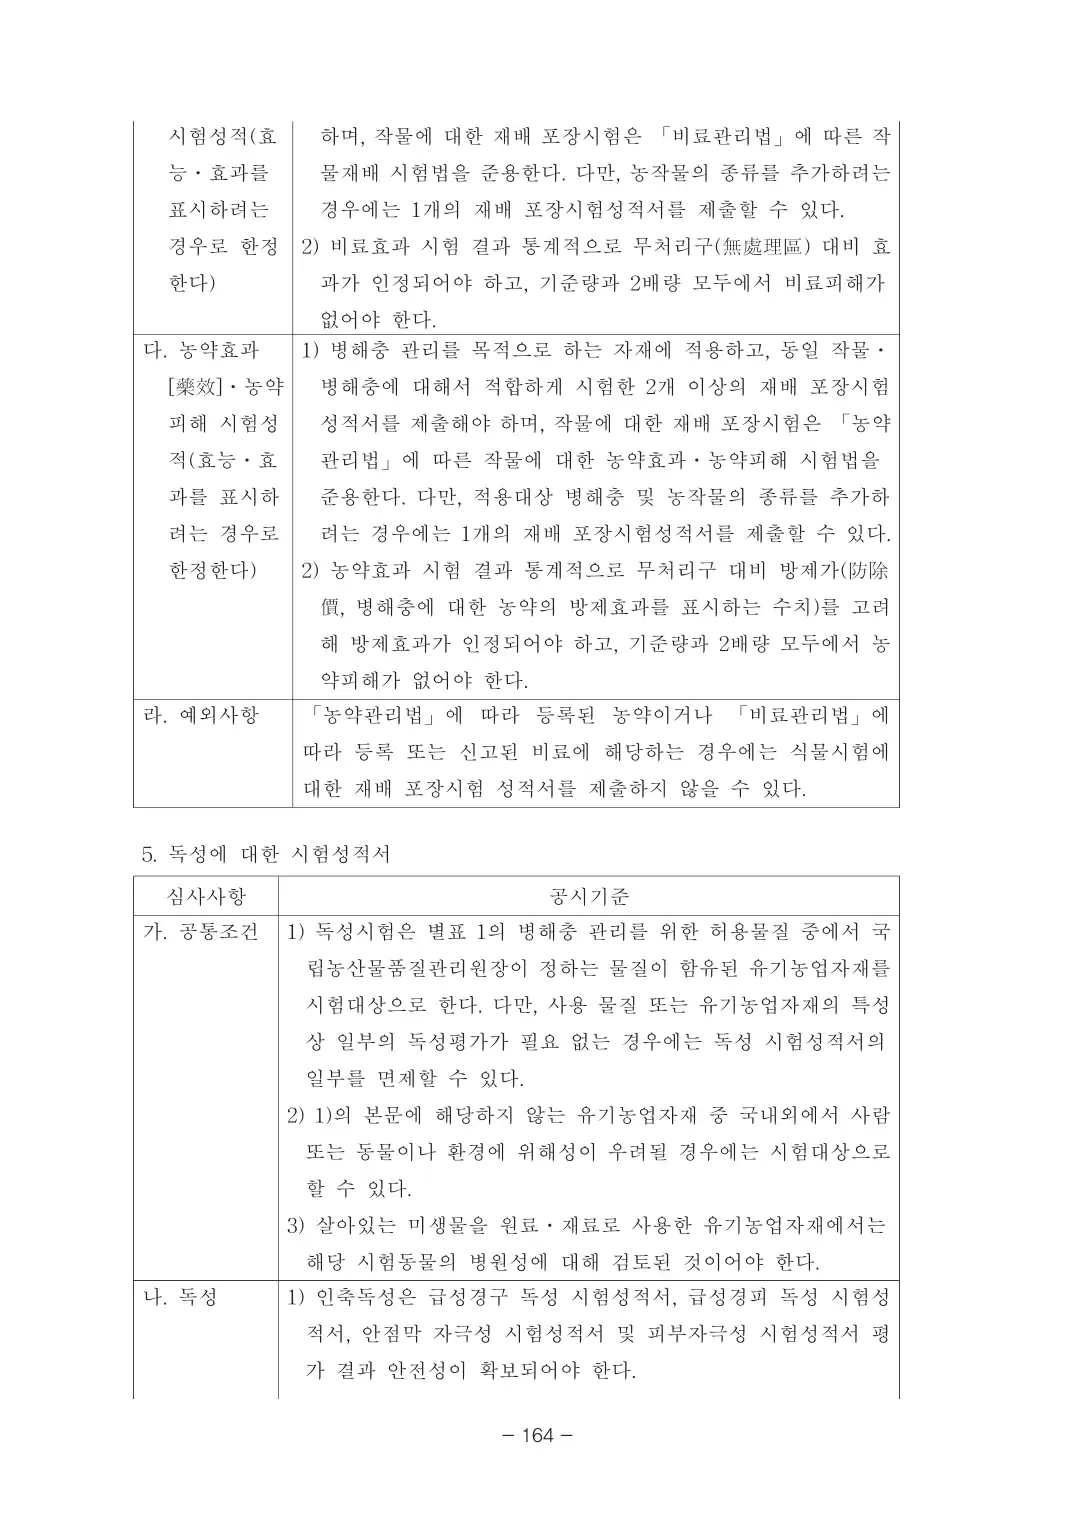 시험성적(효
능·효과를
표시하려는
경우로 한정
한다)
하며, 작물에 대한 재배 포장시험은 「비료관리법」에 따른 작
물재배 시험법을 준용한다. 다만, 농작물의 종류를 추가하려는
경우에는 1개의 재배 포장시험성적서를 제출할 수 있다.
2) 비료효과 시험 결과 통계적으로 무처리구(無處理區) 대비 효
과가 인정되어야 하고, 기준량과 2배량 모두에서 비료피해가
없어야 한다.
다. 농약효과
[藥效]·농약
피해 시험성
적(효능·효
과를 표시하
려는 경우로
한정한다)
1) 병해충 관리를 목적으로 하는 자재에 적용하고, 동일 작물·
병해충에 대해서 적합하게 시험한 2개 이상의 재배 포장시험
성적서를 제출해야 하며, 작물에 대한 재배 포장시험은 「농약
관리법」에 따른 작물에 대한 농약효과·농약피해 시험법을
준용한다. 다만, 적용대상 병해충 및 농작물의 종류를 추가하
려는 경우에는 1개의 재배 포장시험성적서를 제출할 수 있다.
2) 농약효과 시험 결과 통계적으로 무처리구 대비 방제가(防除
價, 병해충에 대한 농약의 방제효과를 표시하는 수치)를 고려
해 방제효과가 인정되어야 하고, 기준량과 2배량 모두에서 농
약피해가 없어야 한다.
라. 예외사항
「농약관리법」에 따라 등록된 농약이거나 「비료관리법」에
따라 등록 또는 신고된 비료에 해당하는 경우에는 식물시험에
대한 재배 포장시험 성적서를 제출하지 않을 수 있다.
5. 독성에 대한 시험성적서
심사사항
공시기준
가. 공통조건
1) 독성시험은 별표 1의 병해충 관리를 위한 허용물질 중에서 국
립농산물품질관리원장이 정하는 물질이 함유된 유기농업자재를
시험대상으로 한다. 다만, 사용 물질 또는 유기농업자재의 특성
상 일부의 독성평가가 필요 없는 경우에는 독성 시험성적서의
일부를 면제할 수 있다.
2) 1)의 본문에 해당하지 않는 유기농업자재 중 국내외에서 사람
또는 동물이나 환경에 위해성이 우려될 경우에는 시험대상으로
할 수 있다.
3) 살아있는 미생물을 원료·재료로 사용한 유기농업자재에서는
해당 시험동물의 병원성에 대해 검토된 것이어야 한다.
나. 독성
1) 인축독성은 급성경구 독성 시험성적서, 급성경피 독성 시험성
적서, 안점막 자극성 시험성적서 및 피부자극성 시험성적서 평
가 결과 안전성이 확보되어야 한다.
- 164 -